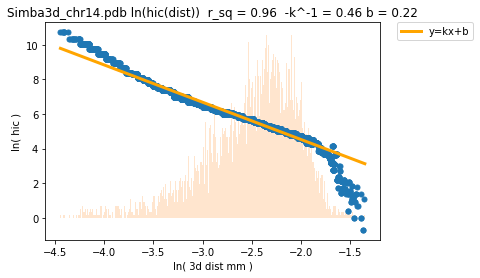 Simba3d_chr14.pdb ln(hic(dist))  r_sq = 0.96  -k^-1 = 0.46 b = 0.22
y=kx+b
ln( hic )
10
8
6
4
2
0
−4.5 −4.0 −3.5 −3.0 −2.5 −2.0 −1.5
ln( 3d dist mm )